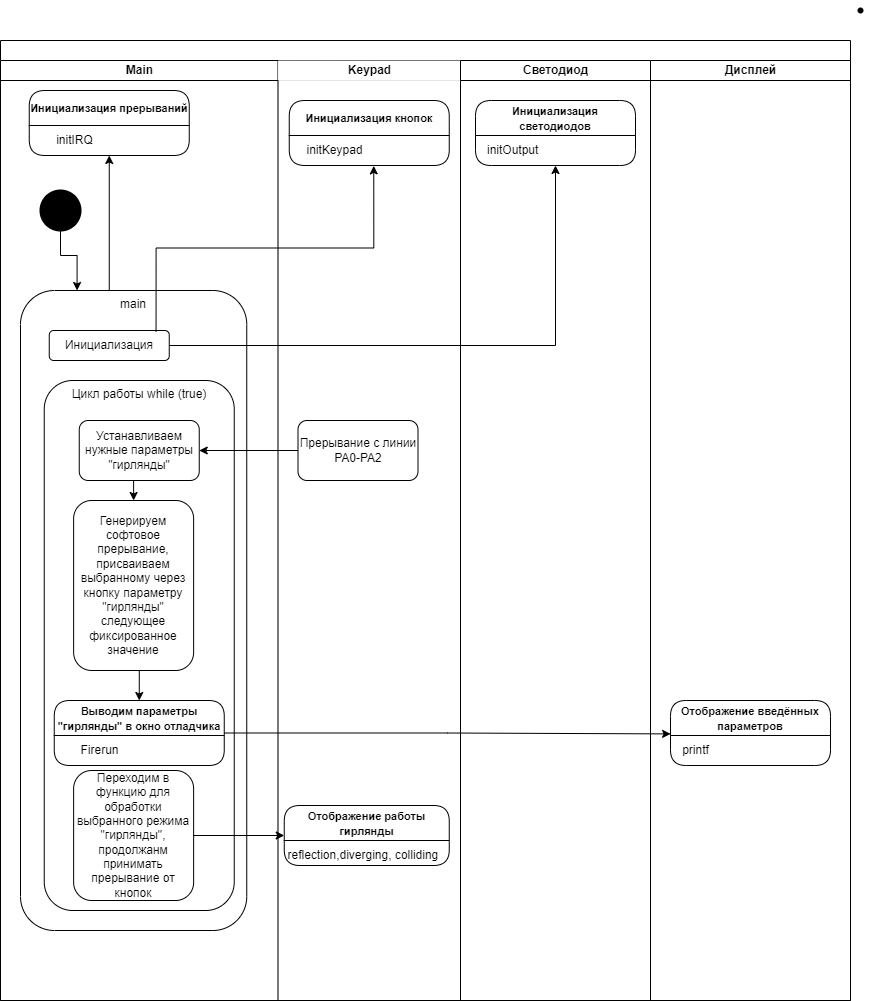 Main
Keypad
Светодиод
Дисплей
Инициализация прерываний
initIRQ
Инициализация кнопок
initKeypad
Инициализация
светодиодов
initOutput
main
Инициализация
Цикл работы while (true)
Устанавливаем
нужные параметры
"гирлянды"
Прерывание с линии
PA0-PA2
Генерируем
софтовое
прерывание,
присваиваем
выбранному через
кнопку параметру
"гирлянды"
следующее
фиксированное
значение
Выводим параметры
"гирлянды" в окно отладчика
Firerun
Отображение введённых
параметров
printf
Переходим в
функцию для
обработки
выбранного режима
"гирлянды",
продолжанм
принимать
прерывание от
кнопок
Отображение работы
гирлянды
reflection,diverging, colliding